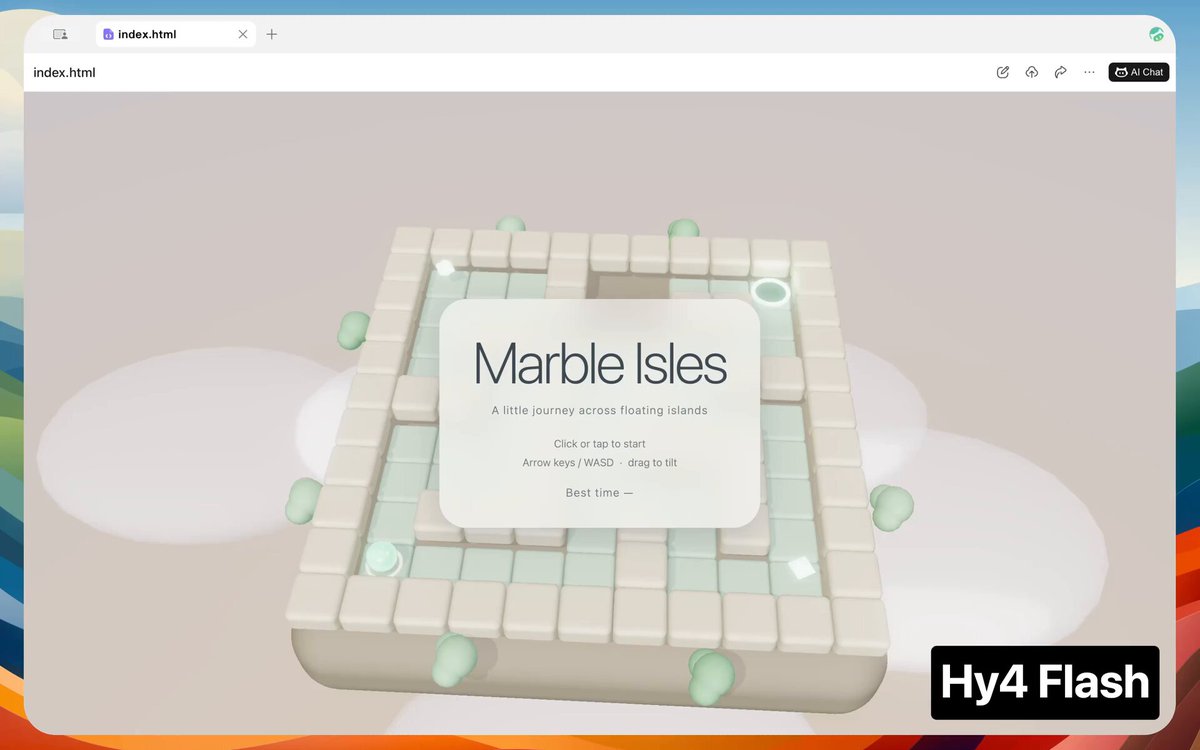 index.html
index.html
AI Chat
Marble Isles
A little journey across floating islands
Click or tap to start
Arrow keys / WASD · drag to tilt
Best time —
Hy4 Flash